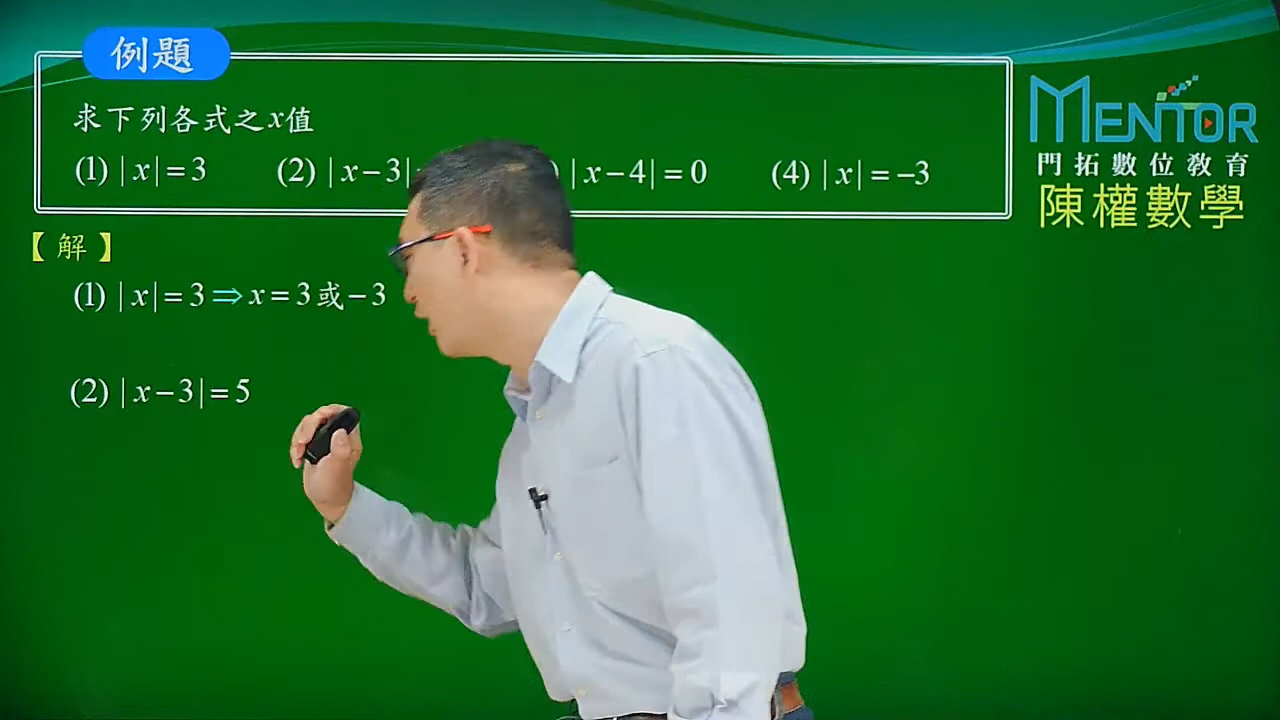 例題
求下列各式之x值
(1) |x|=3 (2) |x-3| |x-4|=0 (4) |x|=-3
MENTOR
門拓數位教育
陳權數學
【解】
(1) |x|=3⇒x=3或-3
(2) |x-3|=5